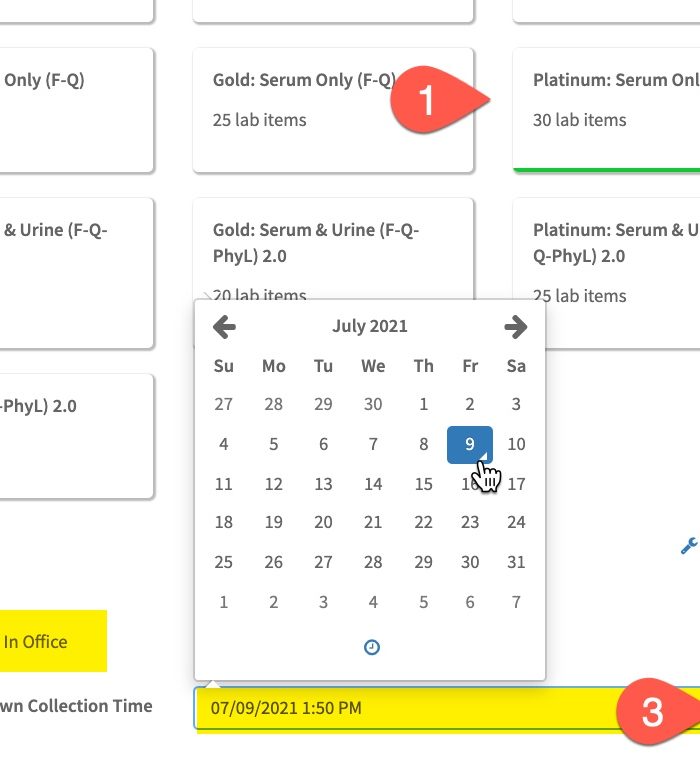 Only (F-Q)
Gold: Serum Only (F-Q)
1
Platinum: Serum Onl
25 lab items
30 lab items
& Urine (F-Q-
Gold: Serum & Urine (F-Q-
PhyL) 2.0
Platinum: Serum & U
Q-PhyL) 2.0
20 lab items
25 lab items
-PhyL) 2.0
July 2021
Su Mo Tu We Th Fr Sa
27 28 29 30 1 2 3
4 5 6 7 8 9 10
11 12 13 14 15 16 17
18 19 20 21 22 23 24
25 26 27 28 29 30 31
1 2 3 4 5 6 7
In Office
wn Collection Time
07/09/2021 1:50 PM
3